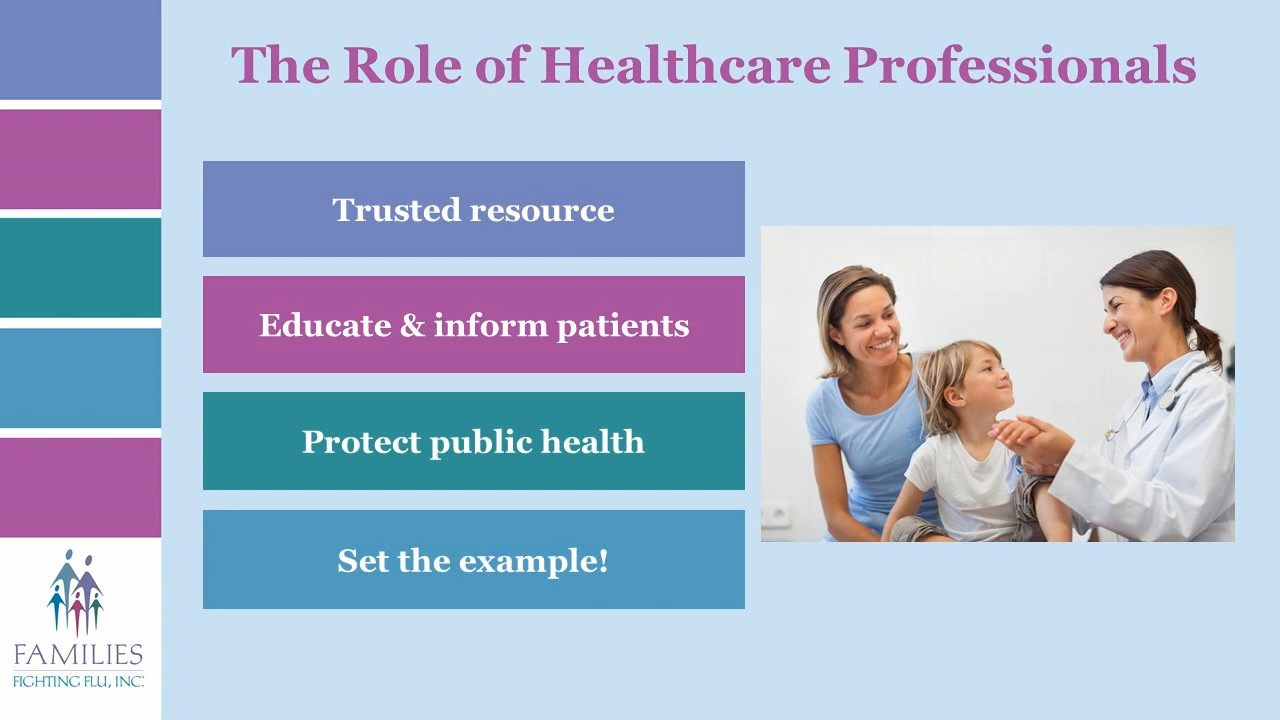 The Role of Healthcare Professionals
Trusted resource
Educate & inform patients
Protect public health
Set the example!
FAMILIES
FIGHTING FLU, INC.